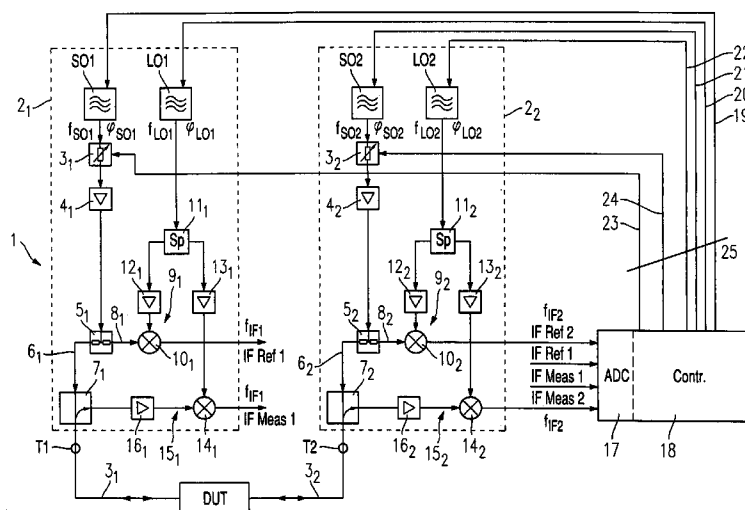 SO1 LO1 SO2 LO2
22
21
20
19
2₁ 2₂
f_SO1 φ_SO1 f_LO1 φ_LO1 f_SO2 φ_SO2 f_LO2 φ_LO2
3₁ 3₂
24
23
4₁ 4₂
11₁ 11₂
Sp Sp
25
1
12₁ 9₁ 13₁ 12₂ 9₂ 13₂
5₁ 8₁ 5₂ 8₂
f_IF1 f_IF2
IF Ref 1 IF Ref 2
10₁ 10₂
6₁ 6₂
IF Ref 1
7₁ 7₂
f_IF1
IF Meas 1 IF Meas 1
IF Meas 2
f_IF2
ADC Contr.
16₁ 15₁ 14₁ 16₂ 15₂ 14₂
17 18
T1 T2
3₁ 3₂
DUT